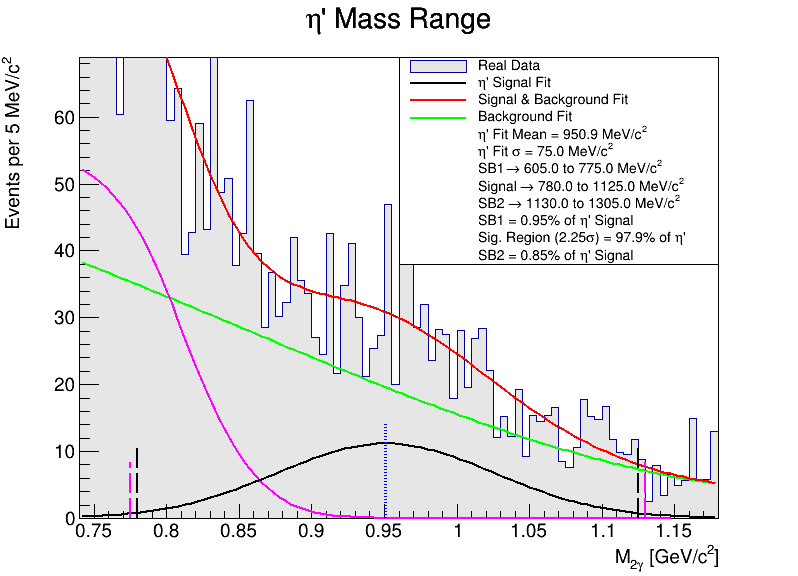 η' Mass Range
Events per 5 MeV/c²
60
50
40
30
20
10
0
Real Data
η' Signal Fit
Signal & Background Fit
Background Fit
η' Fit Mean = 950.9 MeV/c²
η' Fit σ = 75.0 MeV/c²
SB1 → 605.0 to 775.0 MeV/c²
Signal → 780.0 to 1125.0 MeV/c²
SB2 → 1130.0 to 1305.0 MeV/c²
SB1 = 0.95% of η' Signal
Sig. Region (2.25σ) = 97.9% of η'
SB2 = 0.85% of η' Signal
0.75 0.8 0.85 0.9 0.95 1 1.05 1.1 1.15
M₂γ [GeV/c²]